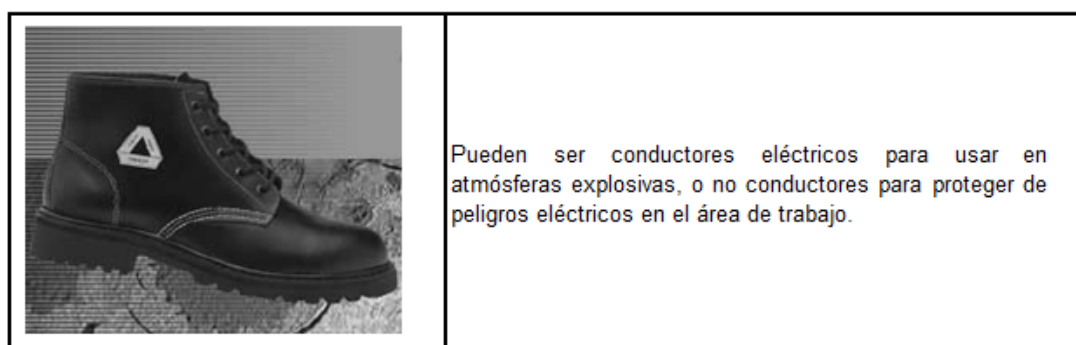 Pueden ser conductores eléctricos para usar en
atmósferas explosivas, o no conductores para proteger de
peligros eléctricos en el área de trabajo.